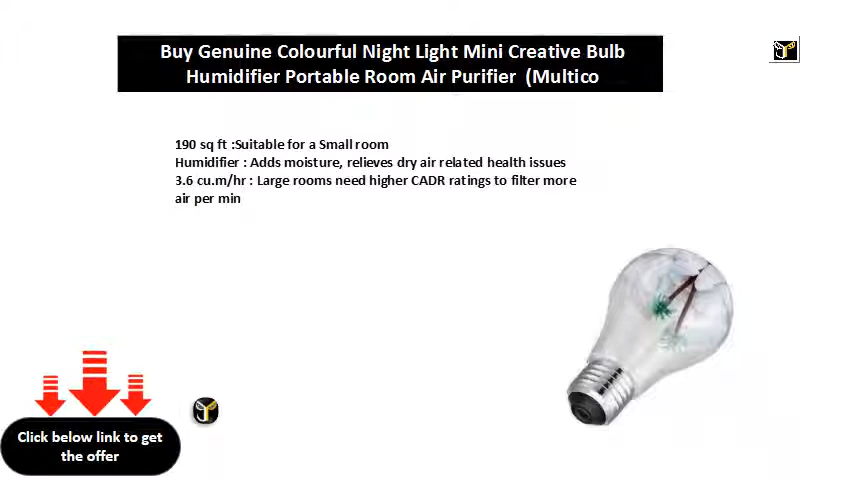 Buy Genuine Colourful Night Light Mini Creative Bulb
Humidifier Portable Room Air Purifier (Multico
190 sq ft :Suitable for a Small room
Humidifier : Adds moisture, relieves dry air related health issues
3.6 cu.m/hr : Large rooms need higher CADR ratings to filter more
air per min
Click below link to get
the offer